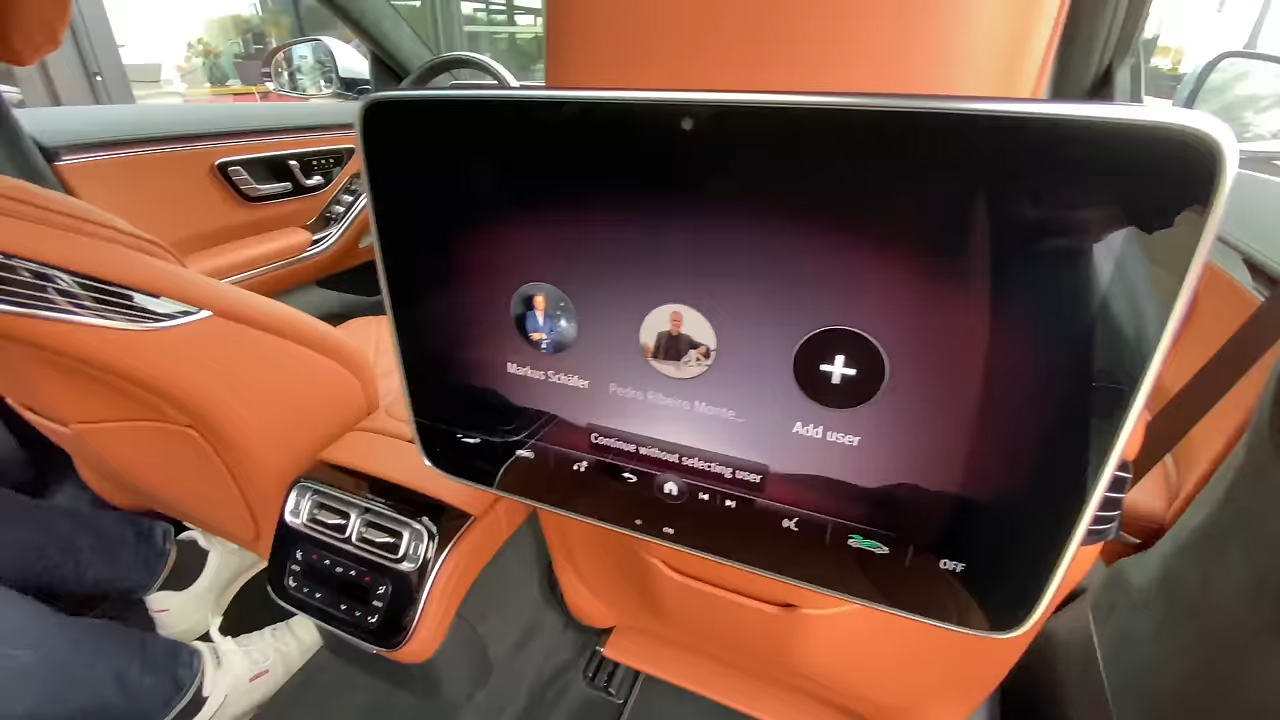 Markus Schäfer
Pedro Ribeiro Monte...
Add user
Continue without selecting user
OFF